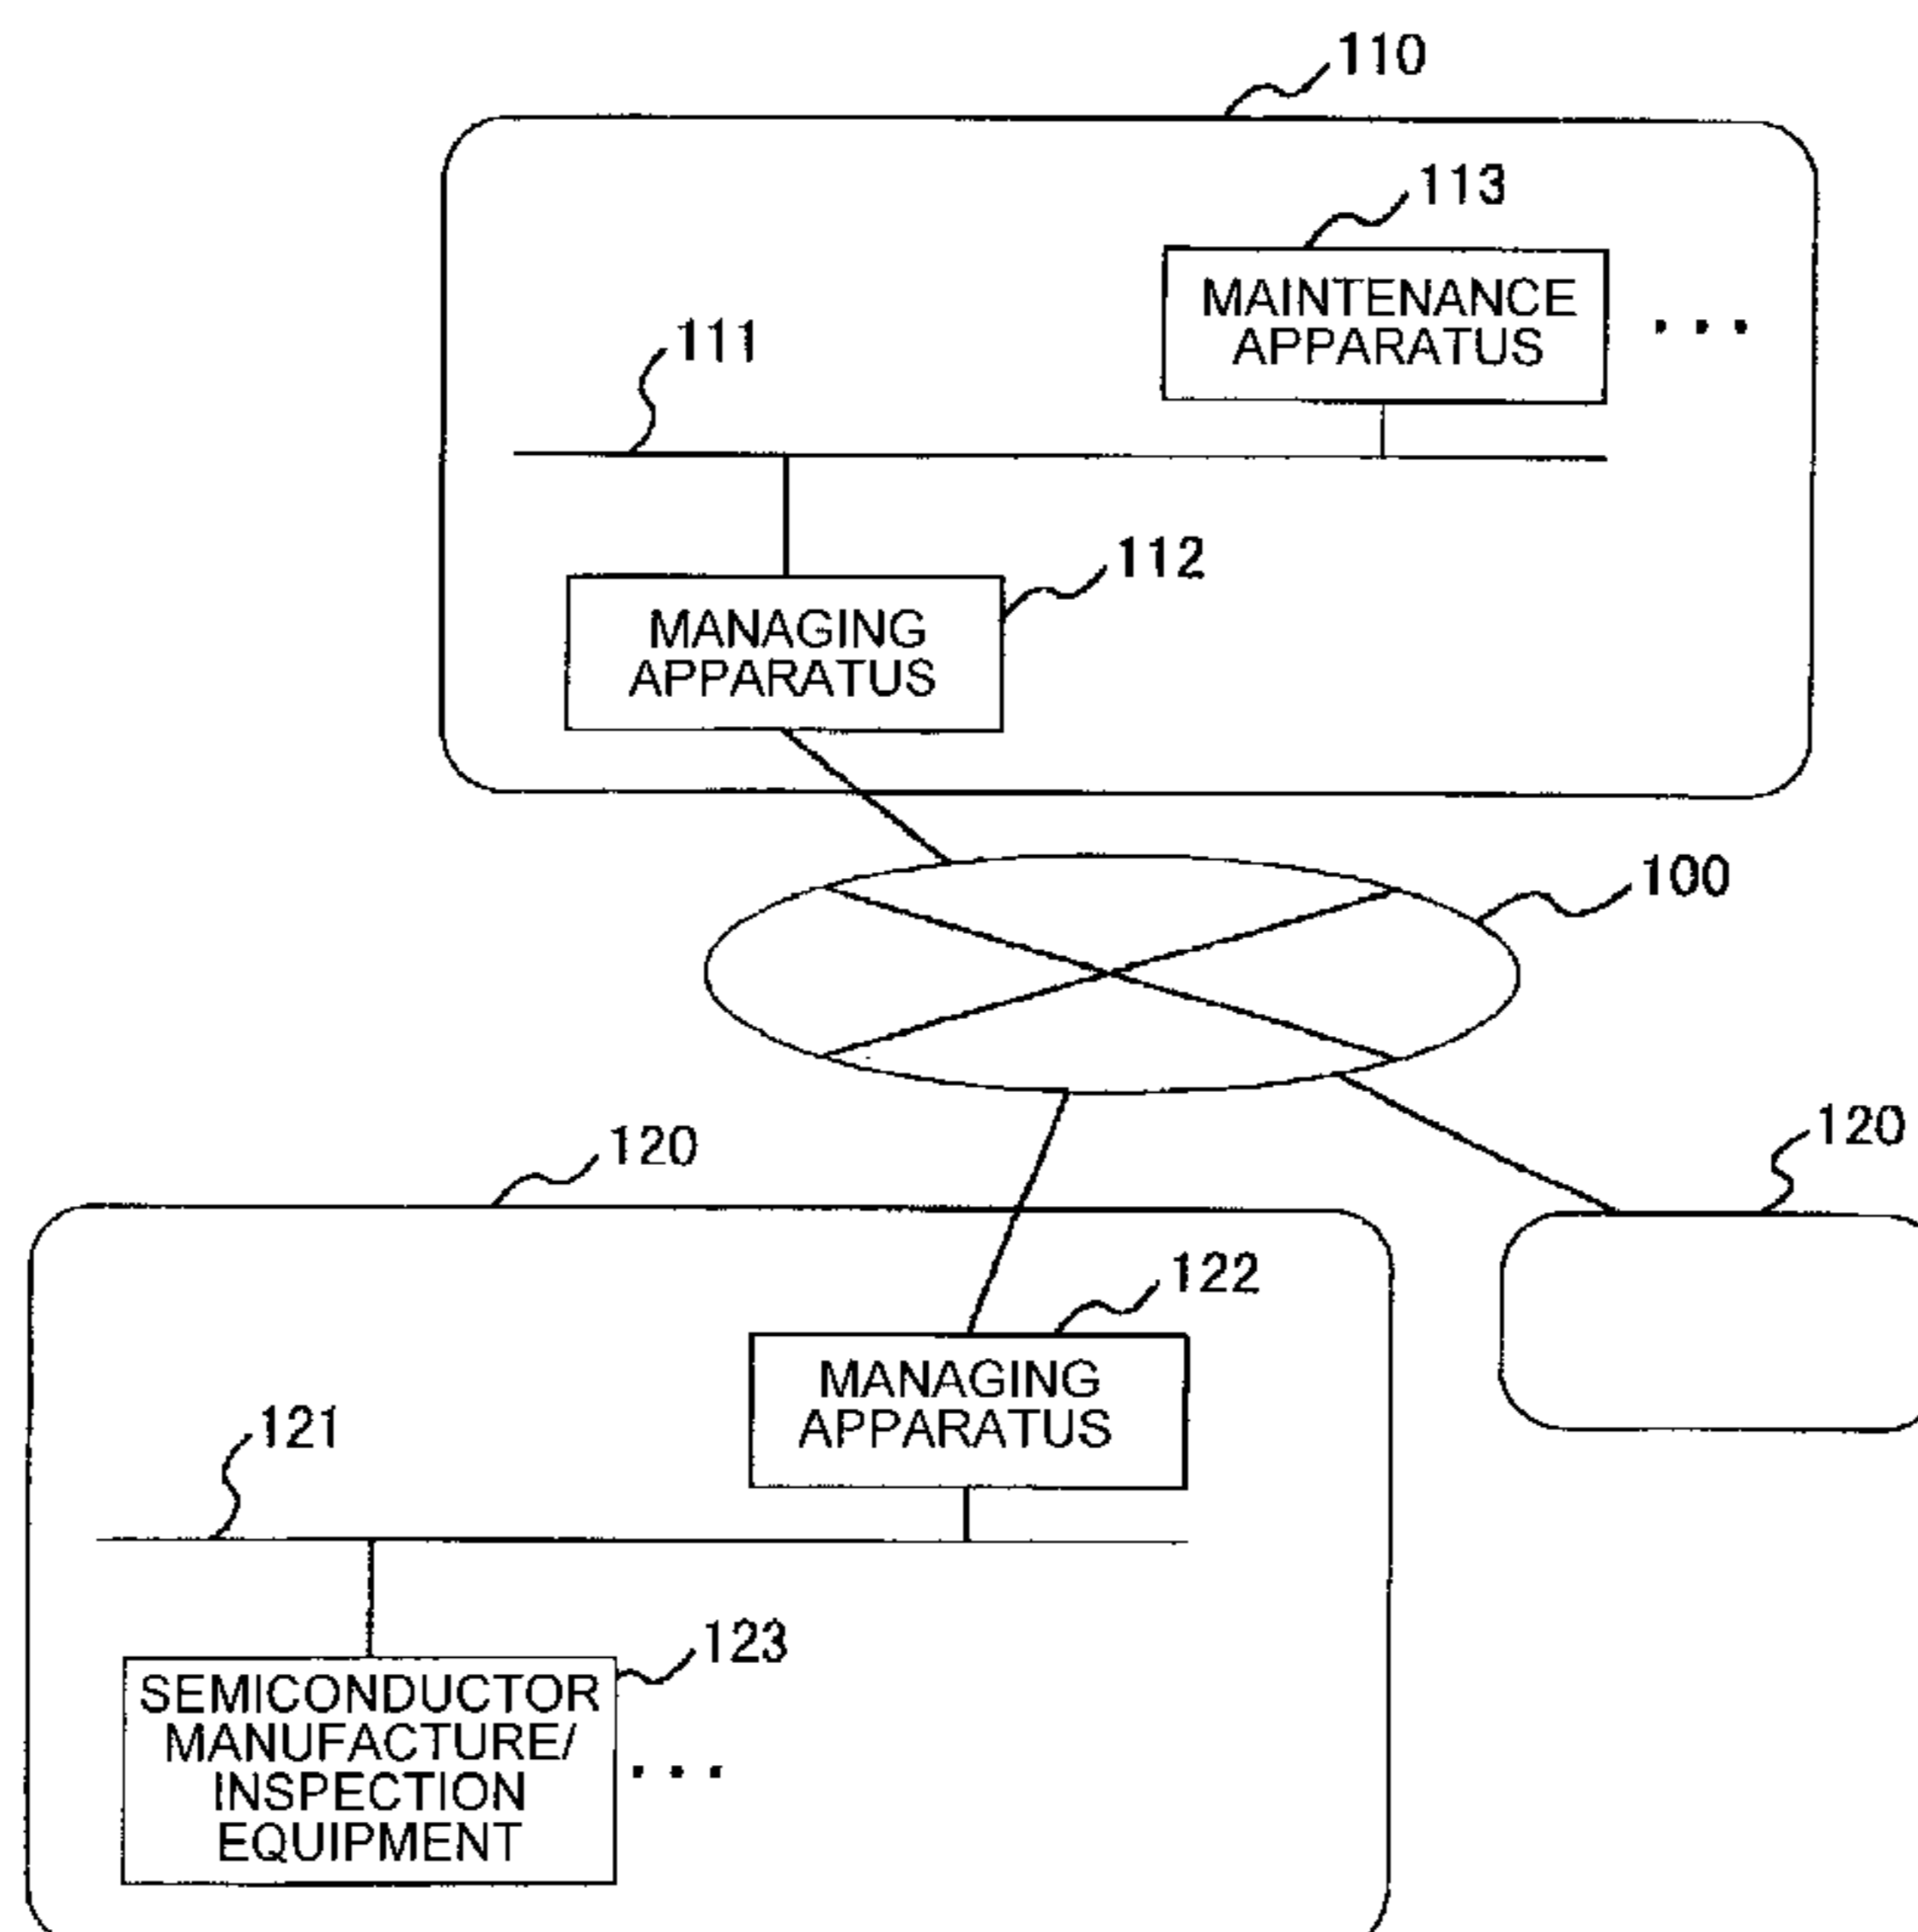 110
113
MAINTENANCE
APPARATUS
111
112
MANAGING
APPARATUS
100
120
120
122
MANAGING
APPARATUS
121
123
SEMICONDUCTOR
MANUFACTURE/
INSPECTION
EQUIPMENT